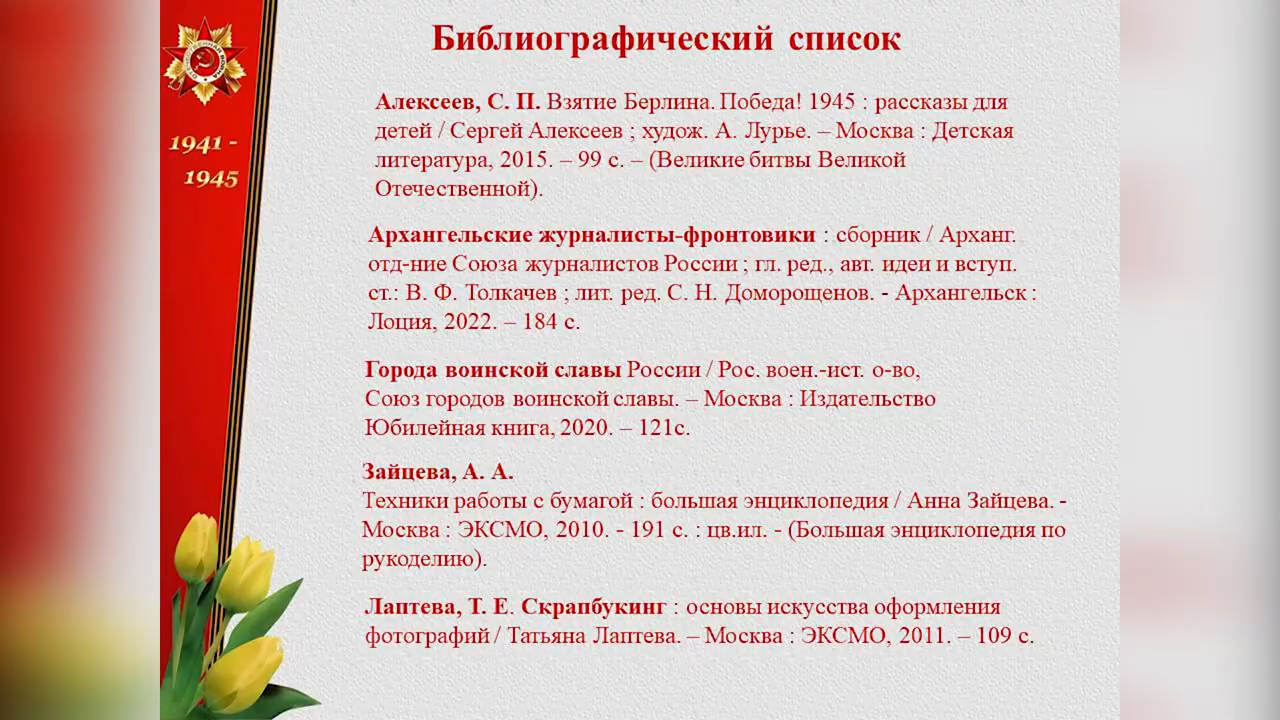 Библиографический список
1941 -
1945
Алексеев, С. П. Взятие Берлина. Победа! 1945 : рассказы для
детей / Сергей Алексеев ; худож. А. Лурье. – Москва : Детская
литература, 2015. – 99 с. – (Великие битвы Великой
Отечественной).
Архангельские журналисты-фронтовики : сборник / Арханг.
отд-ние Союза журналистов России ; гл. ред., авт. идеи и вступ.
ст.: В. Ф. Толкачев ; лит. ред. С. Н. Доморощенов. - Архангельск :
Лоция, 2022. – 184 с.
Города воинской славы России / Рос. воен.-ист. о-во,
Союз городов воинской славы. – Москва : Издательство
Юбилейная книга, 2020. – 121с.
Зайцева, А. А.
Техники работы с бумагой : большая энциклопедия / Анна Зайцева. -
Москва : ЭКСМО, 2010. - 191 с. : цв.ил. - (Большая энциклопедия по
рукоделию).
Лаптева, Т. Е. Скрапбукинг : основы искусства оформления
фотографий / Татьяна Лаптева. – Москва : ЭКСМО, 2011. – 109 с.